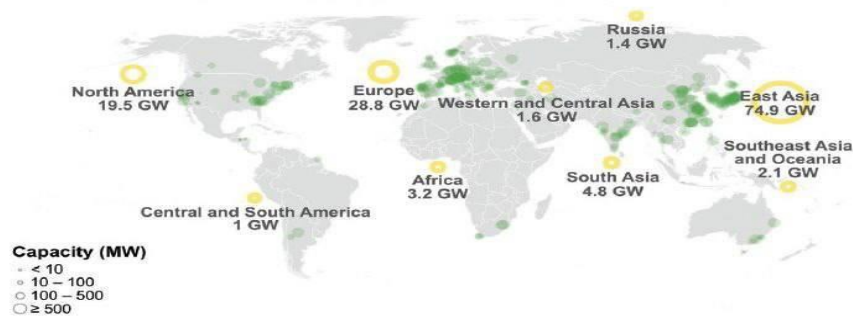 Russia
1.4 GW
North America
19.5 GW
Europe
28.8 GW
Western and Central Asia
1.6 GW
East Asia
74.9 GW
Southeast Asia
and Oceania
2.1 GW
Africa
3.2 GW
South Asia
4.8 GW
Central and South America
1 GW
Capacity (MW)
< 10
10 – 100
100 – 500
≥ 500